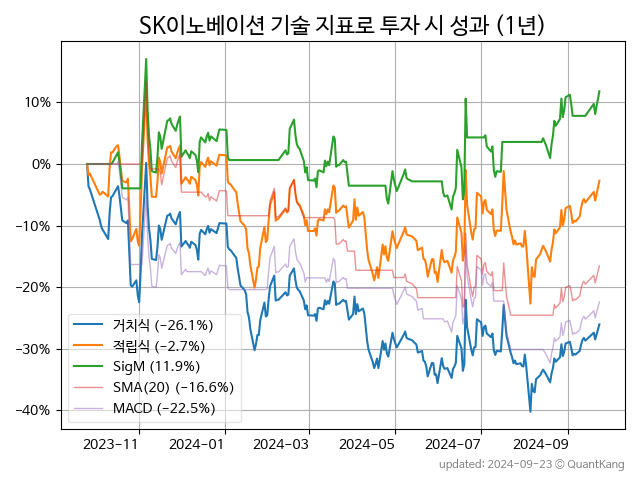 SK이노베이션 기술 지표로 투자 시 성과 (1년)
10%
0%
−10%
−20%
−30%
−40%
거치식 (−26.1%)
적립식 (−2.7%)
SigM (11.9%)
SMA(20) (−16.6%)
MACD (−22.5%)
2023−11
2024−01
2024−03
2024−05
2024−07
2024−09
updated: 2024−09−23 ⓒ QuantKang